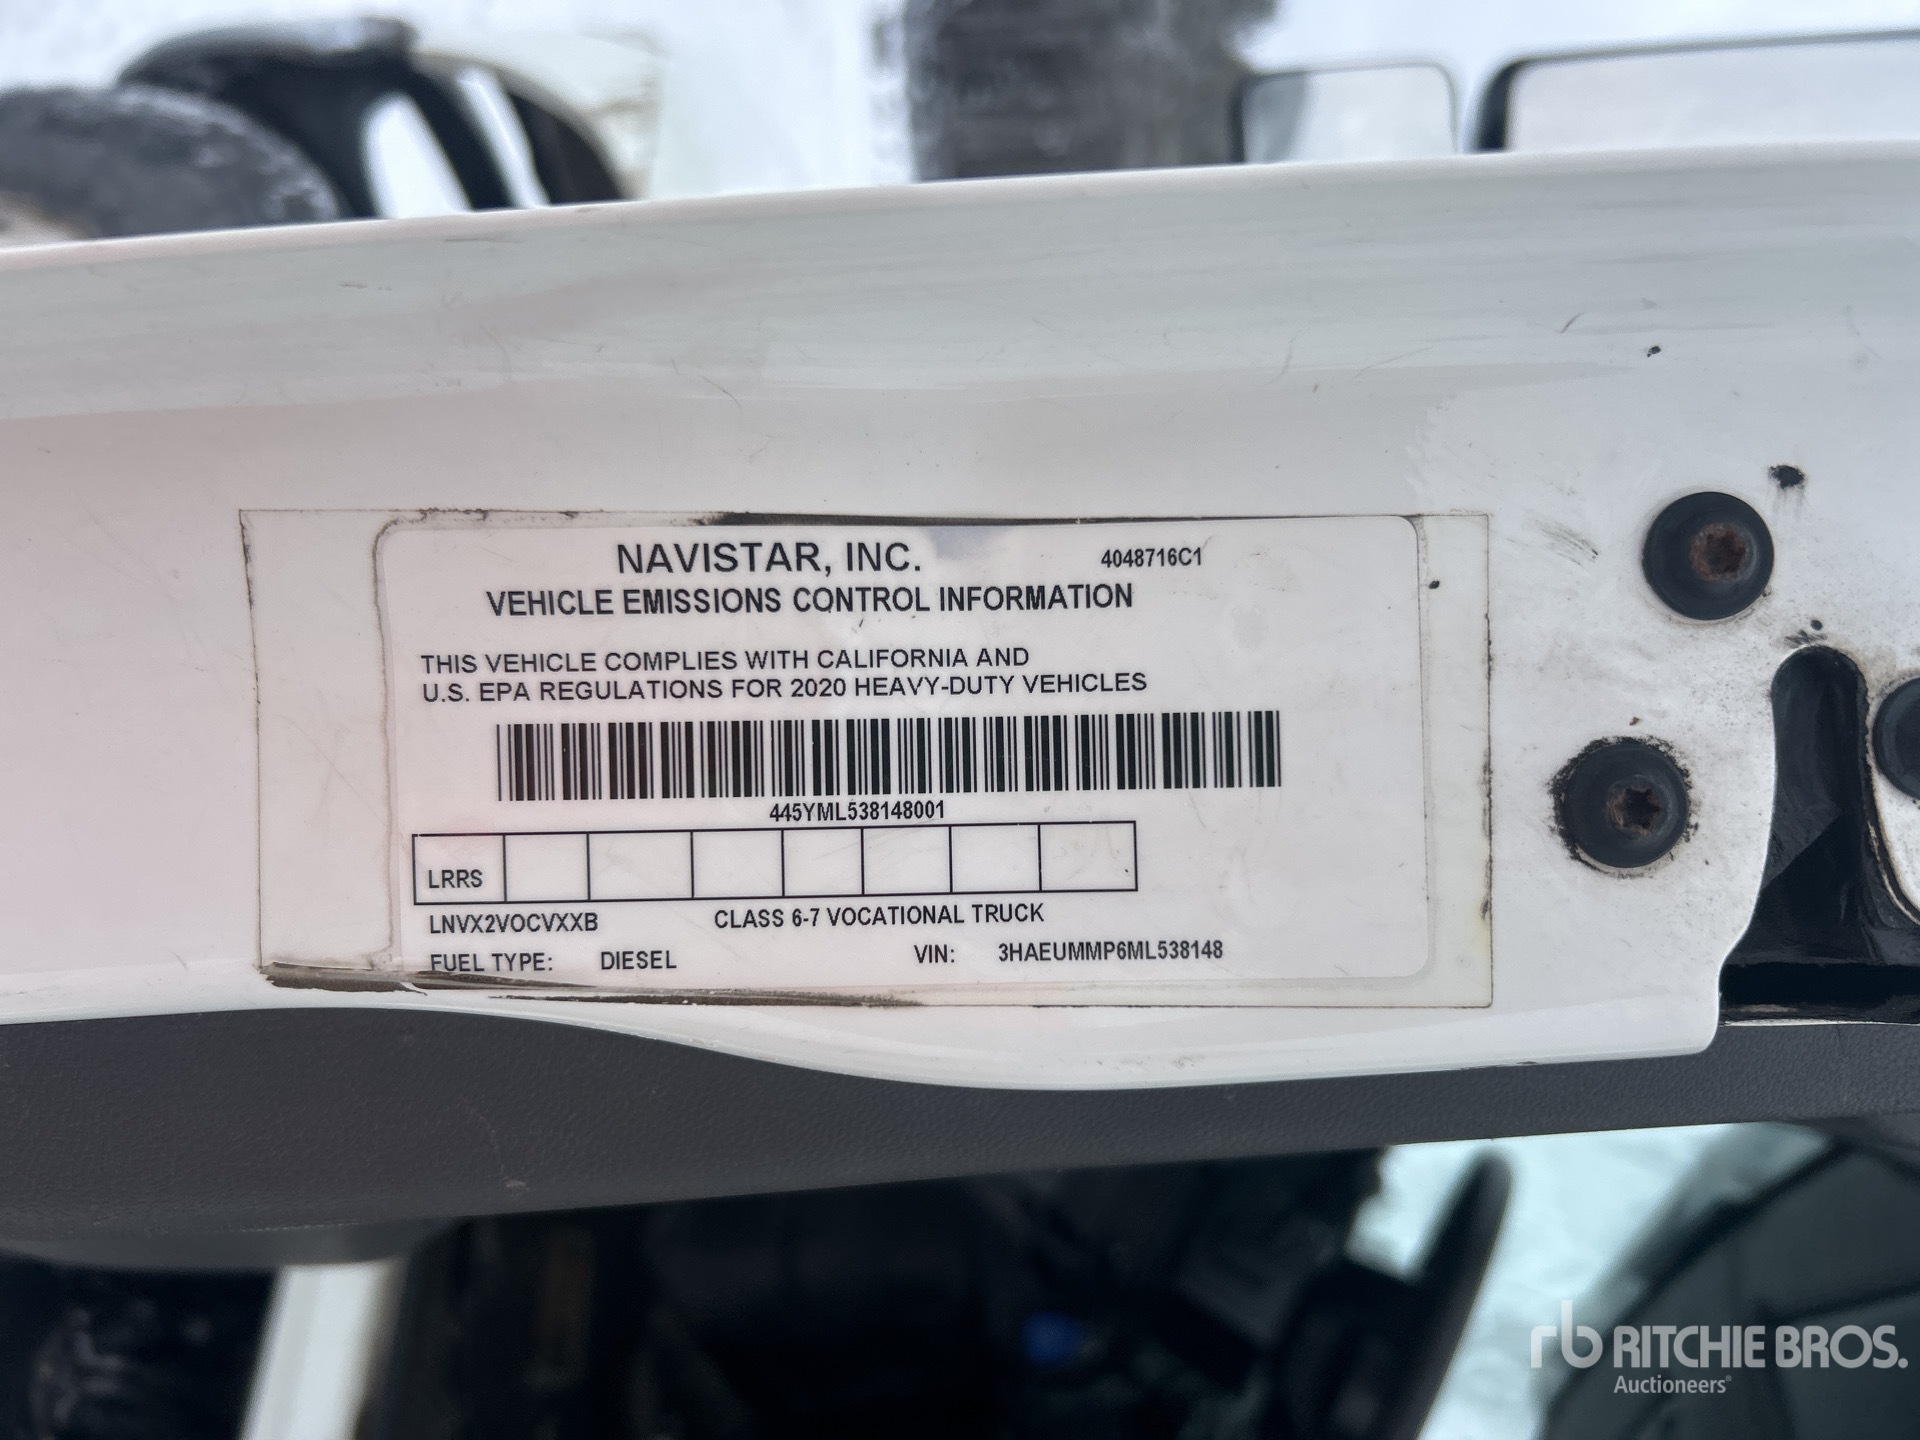 NAVISTAR, INC. 4048716C1
VEHICLE EMISSIONS CONTROL INFORMATION
THIS VEHICLE COMPLIES WITH CALIFORNIA AND
U.S. EPA REGULATIONS FOR 2020 HEAVY-DUTY VEHICLES
445YML538148001
LRRS
LNVX2VOCVXXB CLASS 6-7 VOCATIONAL TRUCK
FUEL TYPE: DIESEL VIN: 3HAEUMMP6ML538148
rb RITCHIE BROS.
Auctioneers®